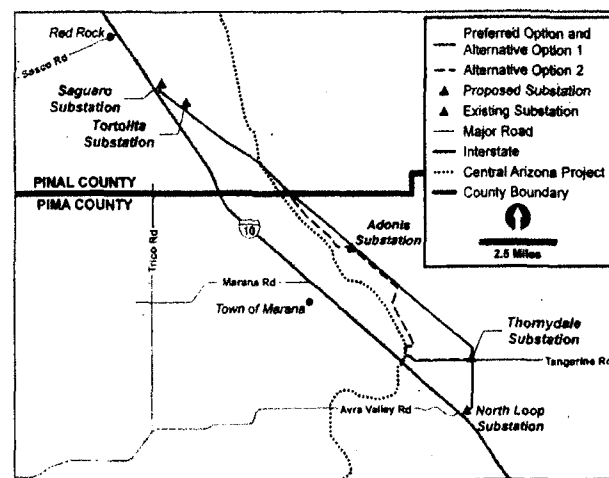 Red Rock
Sasco Rd
Saguaro
Substation
Tortolita
Substation
PINAL COUNTY
PIMA COUNTY
Trico Rd
10
Adonis
Substation
Marana Rd
Town of Marana
Thornydale
Substation
Tangerine Rd
Avra Valley Rd
North Loop
Substation
Preferred Option and
Alternative Option 1
Alternative Option 2
Proposed Substation
Existing Substation
Major Road
Interstate
Central Arizona Project
County Boundary
2.5 Miles